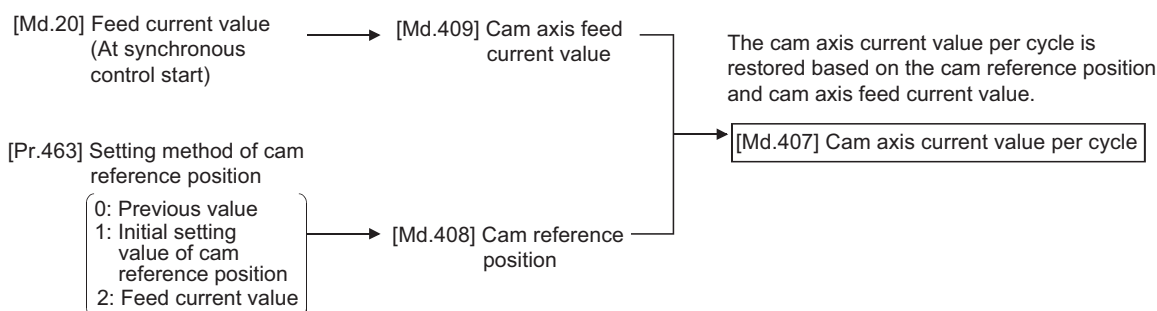 [Md.20] Feed current value
(At synchronous
control start)
[Md.409] Cam axis feed
current value
The cam axis current value per cycle is
restored based on the cam reference position
and cam axis feed current value.
[Md.407] Cam axis current value per cycle
[Pr.463] Setting method of cam
reference position
0: Previous value
1: Initial setting
value of cam
reference position
2: Feed current value
[Md.408] Cam reference
position